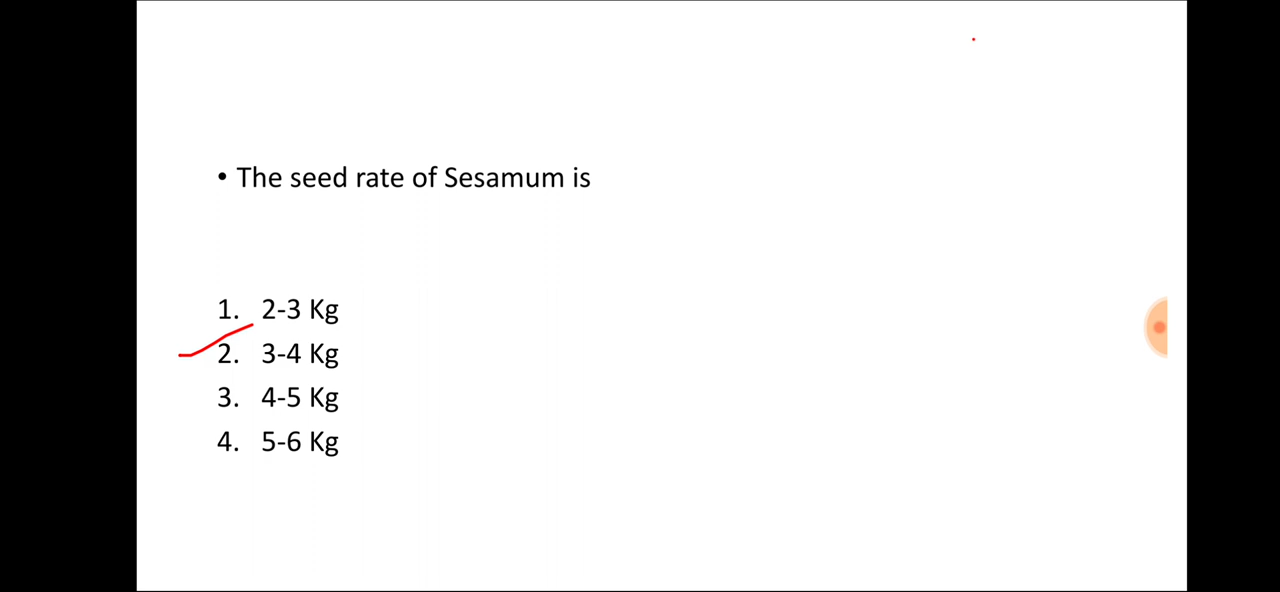 • The seed rate of Sesamum is
1. 2-3 Kg
2. 3-4 Kg
3. 4-5 Kg
4. 5-6 Kg